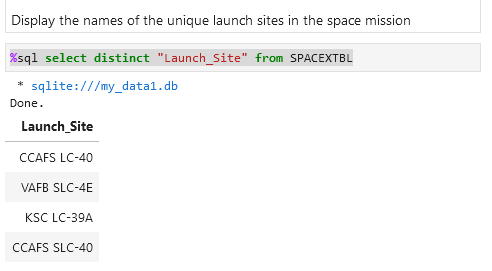 Display the names of the unique launch sites in the space mission
%sql select distinct "Launch_Site" from SPACEXTBL
* sqlite:///my_data1.db
Done.
Launch_Site
CCAFS LC-40
VAFB SLC-4E
KSC LC-39A
CCAFS SLC-40